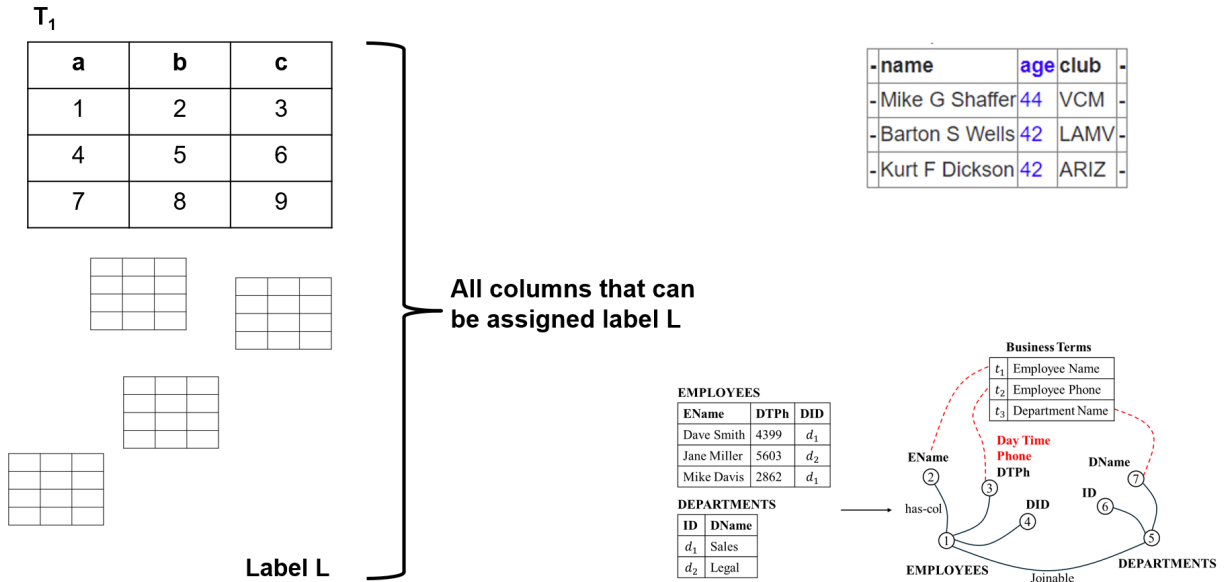 T1
a b c
1 2 3
4 5 6
7 8 9
All columns that can
be assigned label L
Label L
- name age club -
- Mike G Shaffer 44 VCM -
- Barton S Wells 42 LAMV -
- Kurt F Dickson 42 ARIZ -
EMPLOYEES
EName DTPh DID
Dave Smith 4399 d1
Jane Miller 5603 d2
Mike Davis 2862 d1
DEPARTMENTS
ID DName
d1 Sales
d2 Legal
Business Terms
t1 Employee Name
t2 Employee Phone
t3 Department Name
Day Time
Phone
EName
2
DTPh
3
DName
7
ID
6
DID
4
has-col
1
5
EMPLOYEES
DEPARTMENTS
Joinable